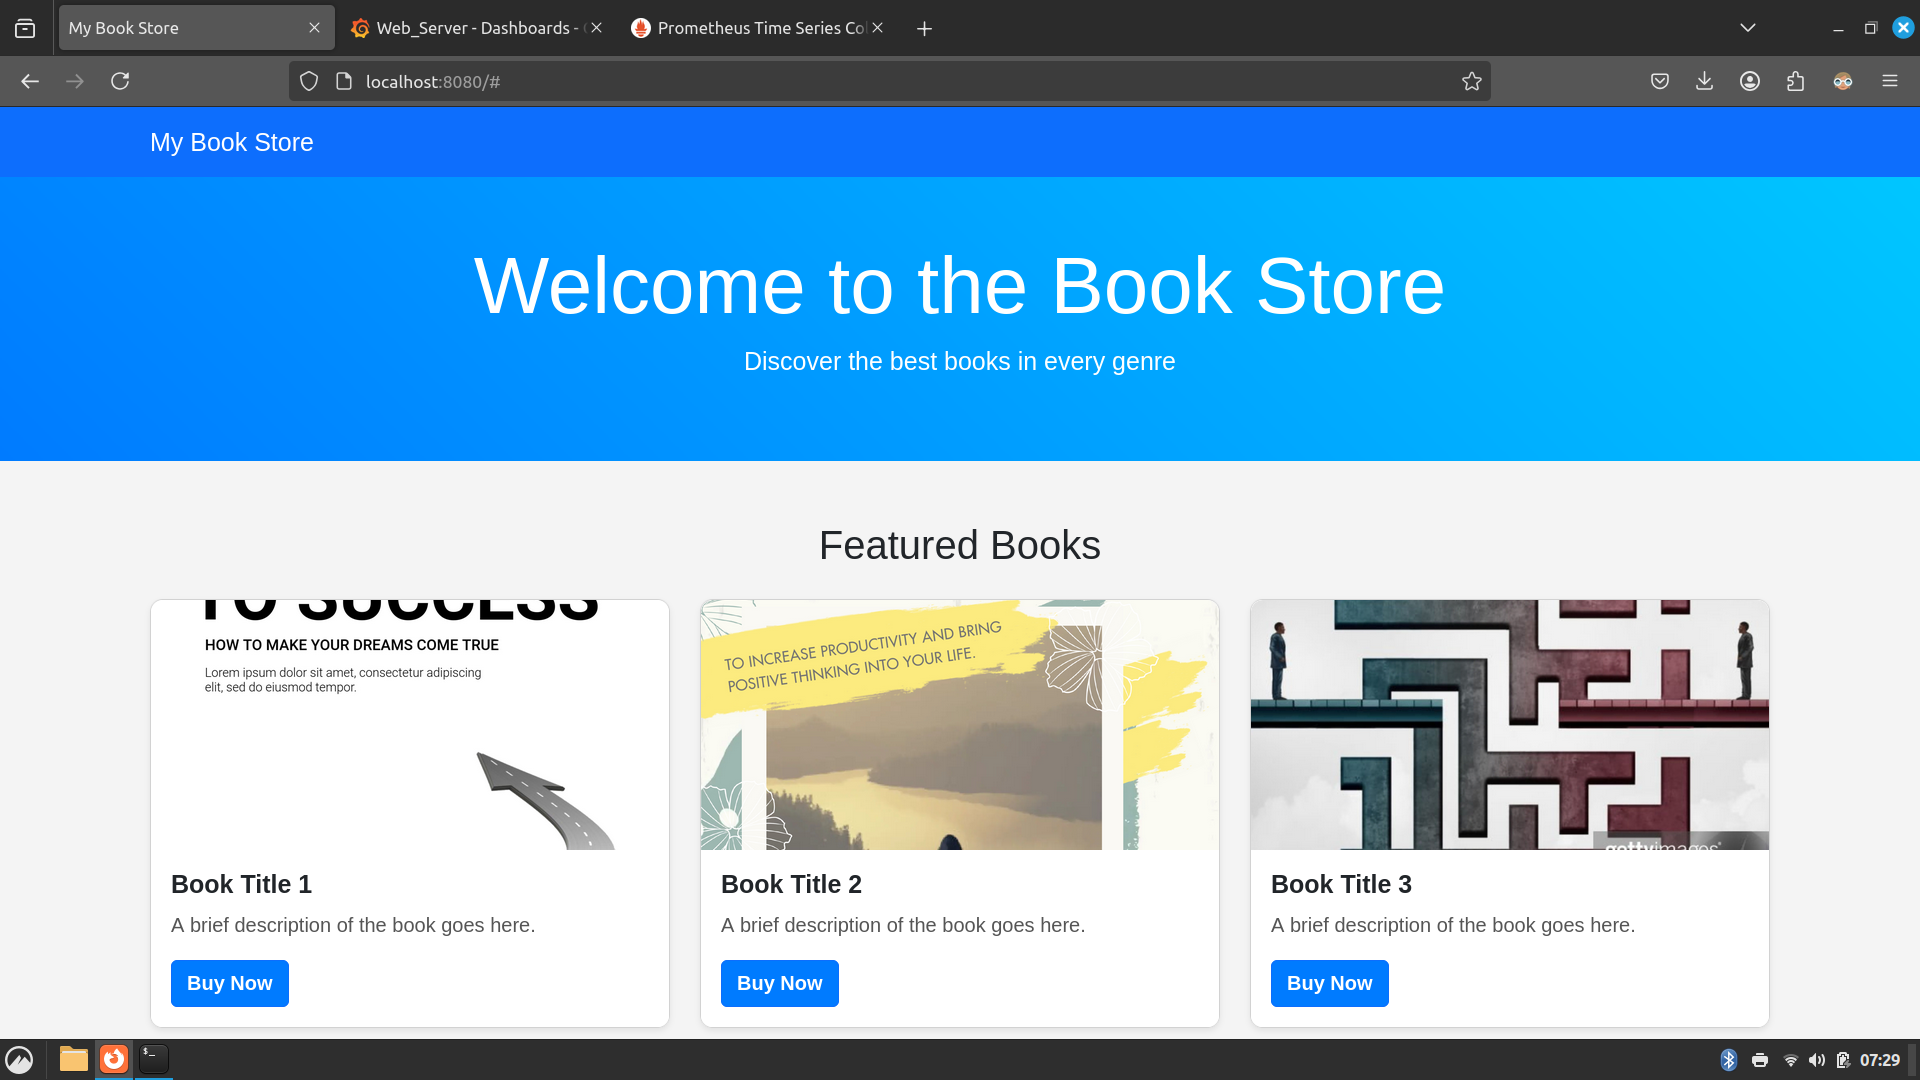 My Book Store
Web_Server - Dashboards -
Prometheus Time Series Co
localhost:8080/#
My Book Store
Welcome to the Book Store
Discover the best books in every genre
Featured Books
TO SUCCESS
HOW TO MAKE YOUR DREAMS COME TRUE
Lorem ipsum dolor sit amet, consectetur adipiscing
elit, sed do eiusmod tempor.
TO INCREASE PRODUCTIVITY AND BRING
POSITIVE THINKING INTO YOUR LIFE.
gettyimages
Book Title 1
A brief description of the book goes here.
Buy Now
Book Title 2
A brief description of the book goes here.
Buy Now
Book Title 3
A brief description of the book goes here.
Buy Now
$_
07:29